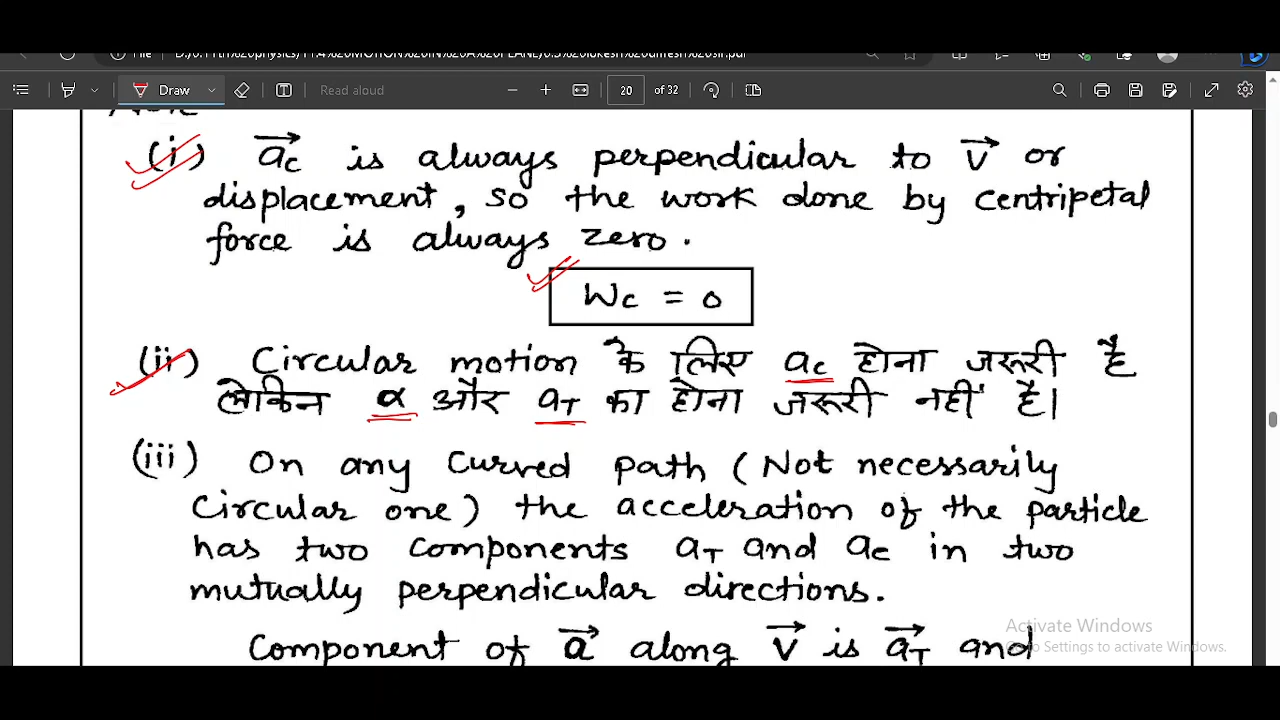 Draw
Read aloud
20 of 32
(i) a꜀ is always perpendicular to v or
displacement, so the work done by centripetal
force is always zero.
Wc = 0
(ii) Circular motion के लिए ac होना जरूरी है
लेकिन α और aT का होना जरूरी नहीं है।
(iii) On any curved path (Not necessarily
circular one) the acceleration of the particle
has two components aT and ac in two
mutually perpendicular directions.
Component of a along v is aT and
Activate Windows
Go to Settings to activate Windows.